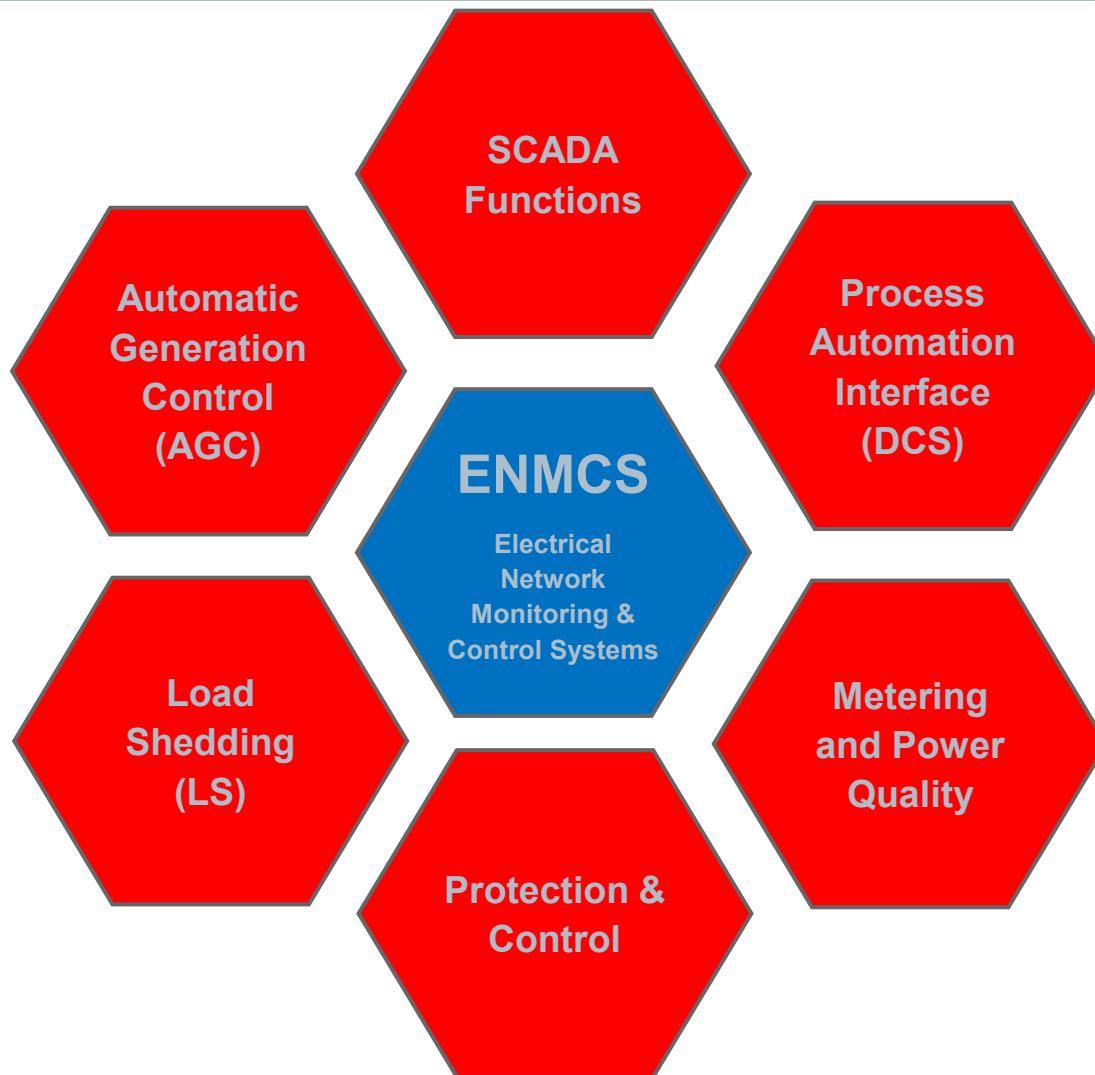 SCADA
Functions
Automatic
Generation
Control
(AGC)
Process
Automation
Interface
(DCS)
ENMCS
Electrical
Network
Monitoring &
Control Systems
Load
Shedding
(LS)
Metering
and Power
Quality
Protection &
Control